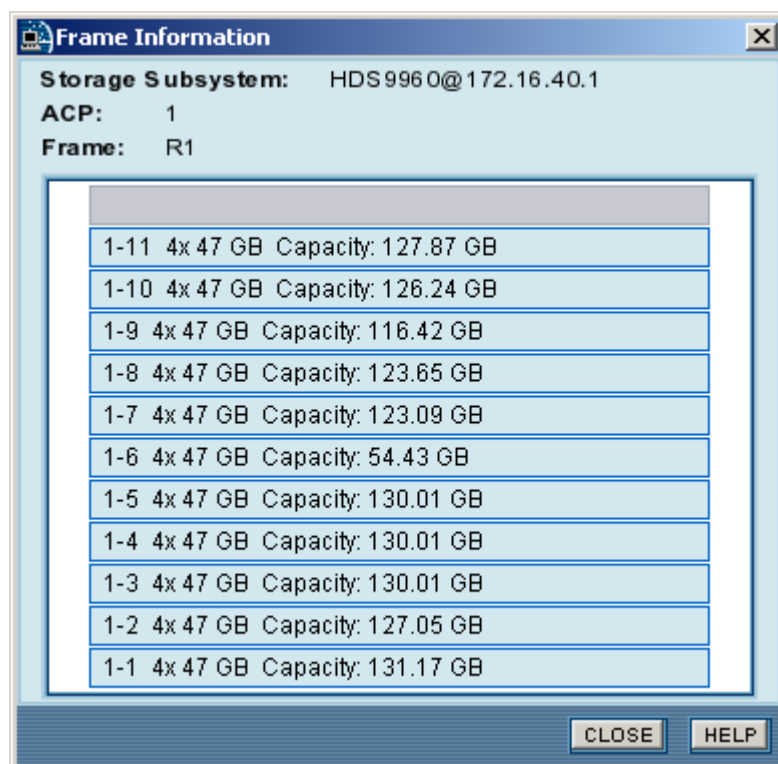 Frame Information
Storage Subsystem: HDS9960@172.16.40.1
ACP: 1
Frame: R1
1-11 4x 47 GB Capacity: 127.87 GB
1-10 4x 47 GB Capacity: 126.24 GB
1-9 4x 47 GB Capacity: 116.42 GB
1-8 4x 47 GB Capacity: 123.65 GB
1-7 4x 47 GB Capacity: 123.09 GB
1-6 4x 47 GB Capacity: 54.43 GB
1-5 4x 47 GB Capacity: 130.01 GB
1-4 4x 47 GB Capacity: 130.01 GB
1-3 4x 47 GB Capacity: 130.01 GB
1-2 4x 47 GB Capacity: 127.05 GB
1-1 4x 47 GB Capacity: 131.17 GB
CLOSE HELP